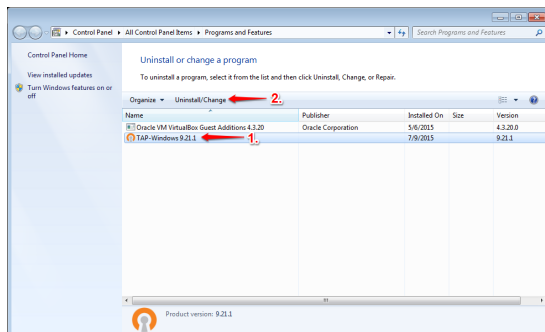 Control Panel ▸ All Control Panel Items ▸ Programs and Features
Search Programs and Features
Control Panel Home
View installed updates
Turn Windows features on or off
Uninstall or change a program
To uninstall a program, select it from the list and then click Uninstall, Change, or Repair.
Organize Uninstall/Change 2.
Name Publisher Installed On Size Version
Oracle VM VirtualBox Guest Additions 4.3.20 Oracle Corporation 5/6/2015 4.3.20.0
TAP-Windows 9.21.1 1. 7/9/2015 9.21.1
Product version: 9.21.1